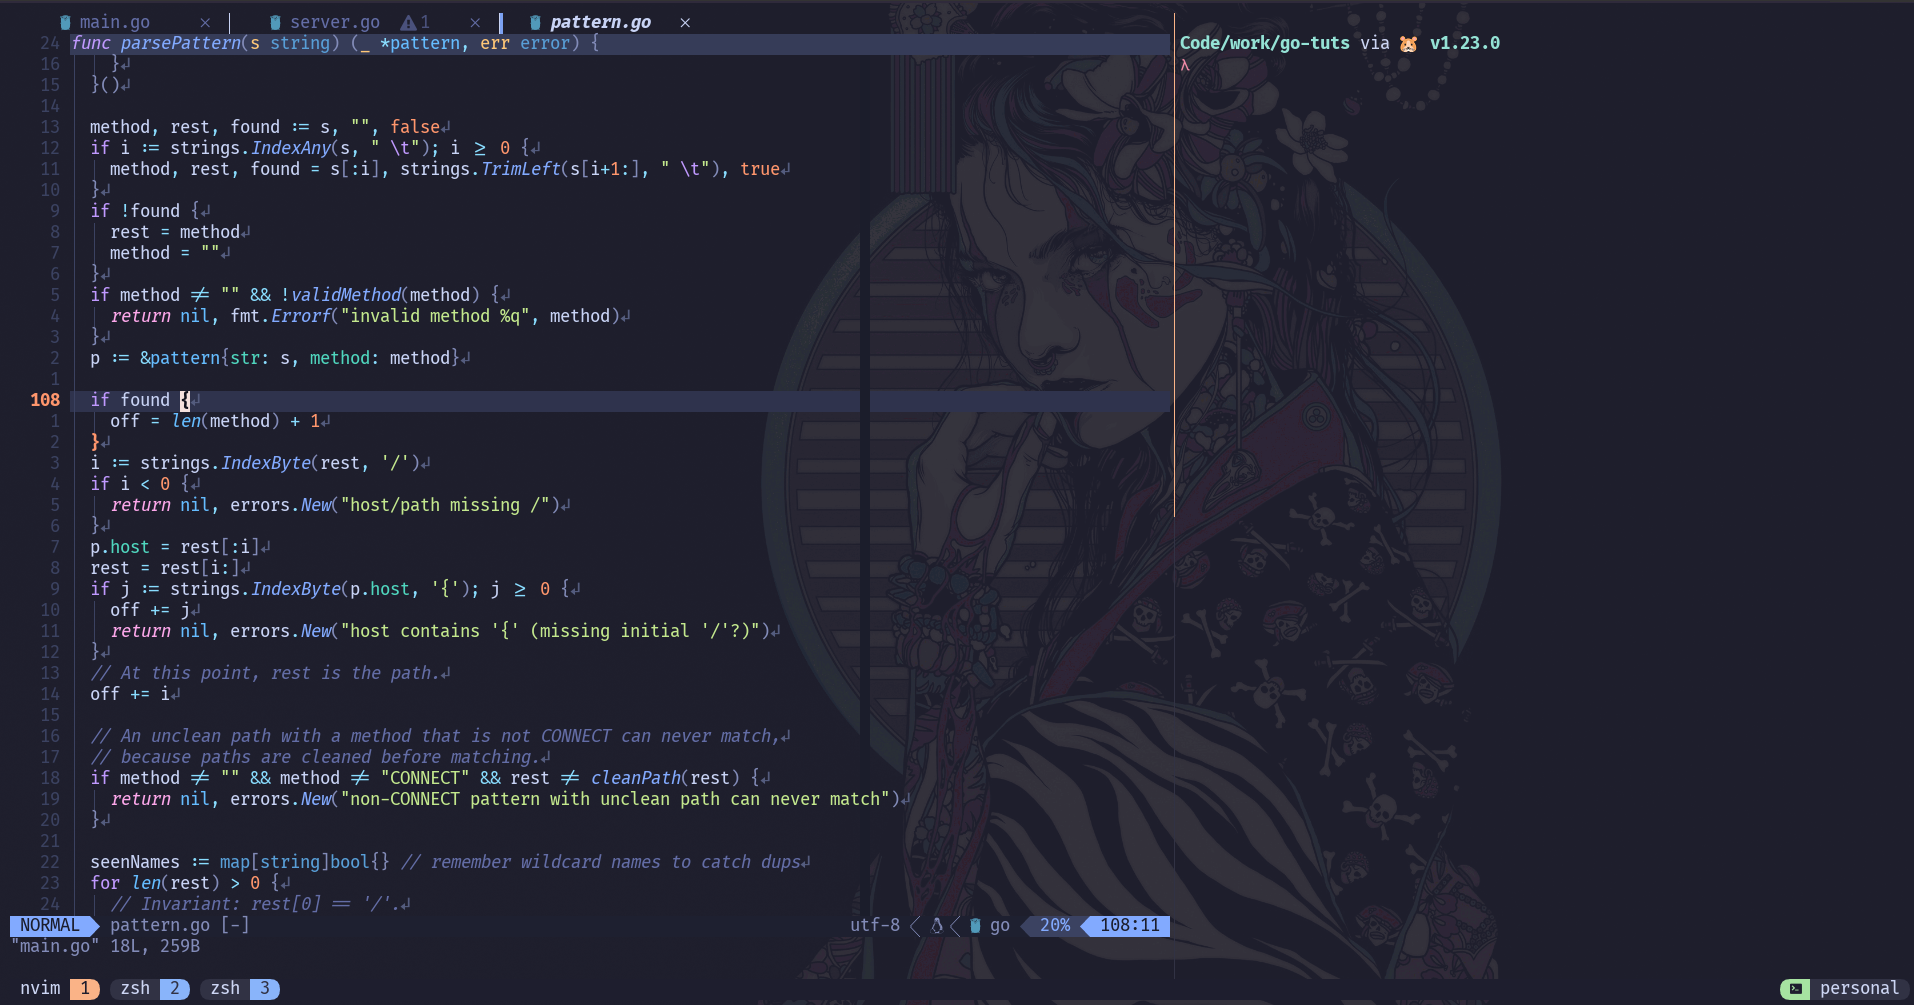 main.go × server.go 1 × pattern.go ×
24 func parsePattern(s string) (_ *pattern, err error) {
16 }↲
15 }()↲
14
13 method, rest, found := s, "", false↲
12 if i := strings.IndexAny(s, " \t"); i ≥ 0 {↲
11 method, rest, found = s[:i], strings.TrimLeft(s[i+1:], " \t"), true↲
10 }↲
9 if !found {↲
8 rest = method↲
7 method = ""↲
6 }↲
5 if method ≠ "" && !validMethod(method) {↲
4 return nil, fmt.Errorf("invalid method %q", method)↲
3 }↲
2 p := &pattern{str: s, method: method}↲
1
108 if found {↲
1 off = len(method) + 1↲
2 }↲
3 i := strings.IndexByte(rest, '/')↲
4 if i < 0 {↲
5 return nil, errors.New("host/path missing /")↲
6 }↲
7 p.host = rest[:i]↲
8 rest = rest[i:]↲
9 if j := strings.IndexByte(p.host, '{'); j ≥ 0 {↲
10 off += j↲
11 return nil, errors.New("host contains '{' (missing initial '/'?)")↲
12 }↲
13 // At this point, rest is the path.↲
14 off += i↲
15
16 // An unclean path with a method that is not CONNECT can never match,↲
17 // because paths are cleaned before matching.↲
18 if method ≠ "" && method ≠ "CONNECT" && rest ≠ cleanPath(rest) {↲
19 return nil, errors.New("non-CONNECT pattern with unclean path can never match")↲
20 }↲
21
22 seenNames := map[string]bool{} // remember wildcard names to catch dups↲
23 for len(rest) > 0 {↲
24 // Invariant: rest[0] == '/'.↲
NORMAL pattern.go [-] utf-8 go 20% 108:11
"main.go" 18L, 259B
Code/work/go-tuts via 🐹 v1.23.0
λ
nvim 1 zsh 2 zsh 3 personal